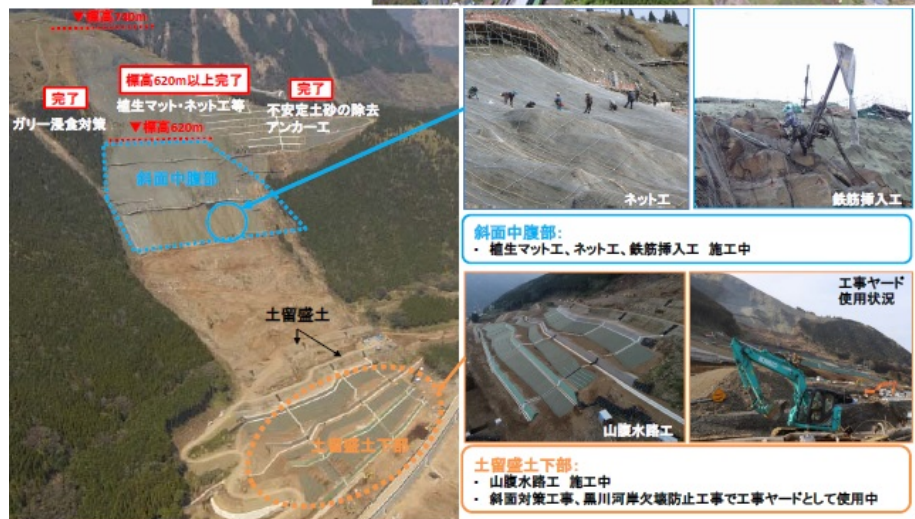 ▼標高740m
標高620m以上完了
植生マット・ネット工等
完了
ガリー浸食対策
完了
不安定土砂の除去
アンカー工
▼標高620m
斜面中腹部
土留盛土
土留盛土下部
ネット工
鉄筋挿入工
斜面中腹部:
・ 植生マット工、ネット工、鉄筋挿入工 施工中
山腹水路工
工事ヤード
使用状況
土留盛土下部:
・ 山腹水路工 施工中
・ 斜面対策工事、黒川河岸欠壊防止工事で工事ヤードとして使用中